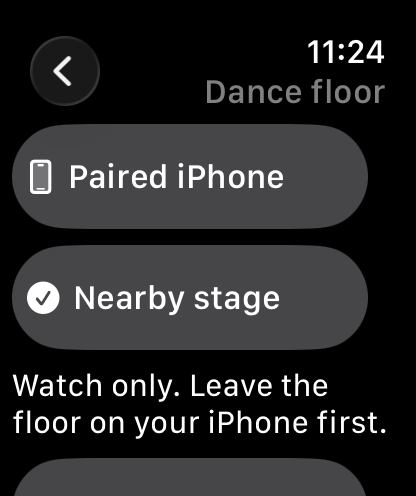 11:24
Dance floor
Paired iPhone
Nearby stage
Watch only. Leave the
floor on your iPhone first.